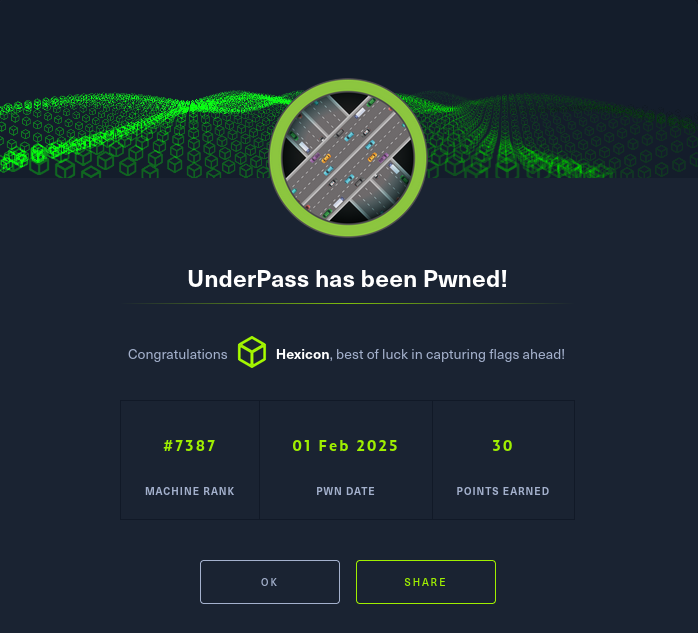 UnderPass has been Pwned!
Congratulations Hexicon, best of luck in capturing flags ahead!
#7387 01 Feb 2025 30
MACHINE RANK PWN DATE POINTS EARNED
OK SHARE